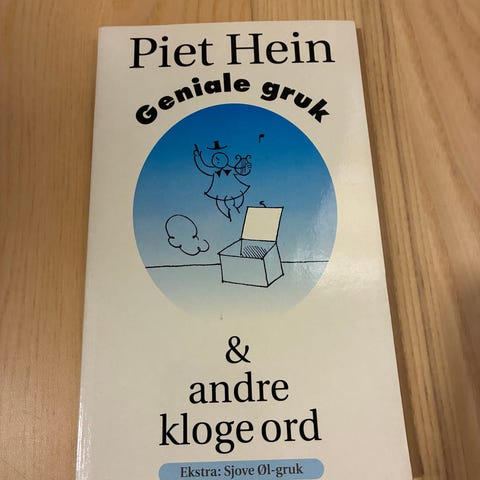 Piet Hein
Geniale gruk
&
andre
kloge ord
Ekstra: Sjove Øl-gruk